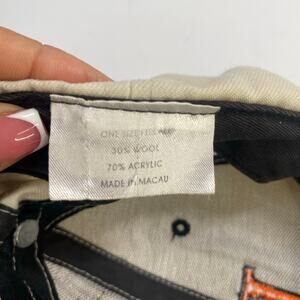 ONE SIZE FITS ALL
30% WOOL
70% ACRYLIC
MADE IN MACAU